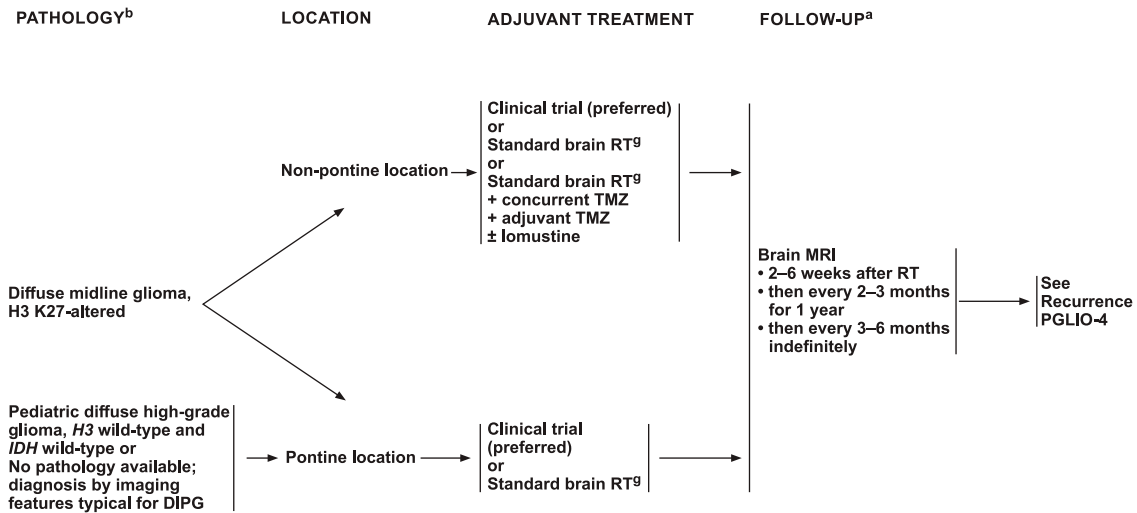 PATHOLOGYb
LOCATION
ADJUVANT TREATMENT
FOLLOW-UPa
Clinical trial (preferred)
or
Standard brain RTg
or
Standard brain RTg
+ concurrent TMZ
+ adjuvant TMZ
± lomustine
Non-pontine location
Diffuse midline glioma,
H3 K27-altered
Brain MRI
• 2–6 weeks after RT
• then every 2–3 months
for 1 year
• then every 3–6 months
indefinitely
See
Recurrence
PGLIO-4
Pediatric diffuse high-grade
glioma, H3 wild-type and
IDH wild-type or
No pathology available;
diagnosis by imaging
features typical for DIPG
Pontine location
Clinical trial
(preferred)
or
Standard brain RTg